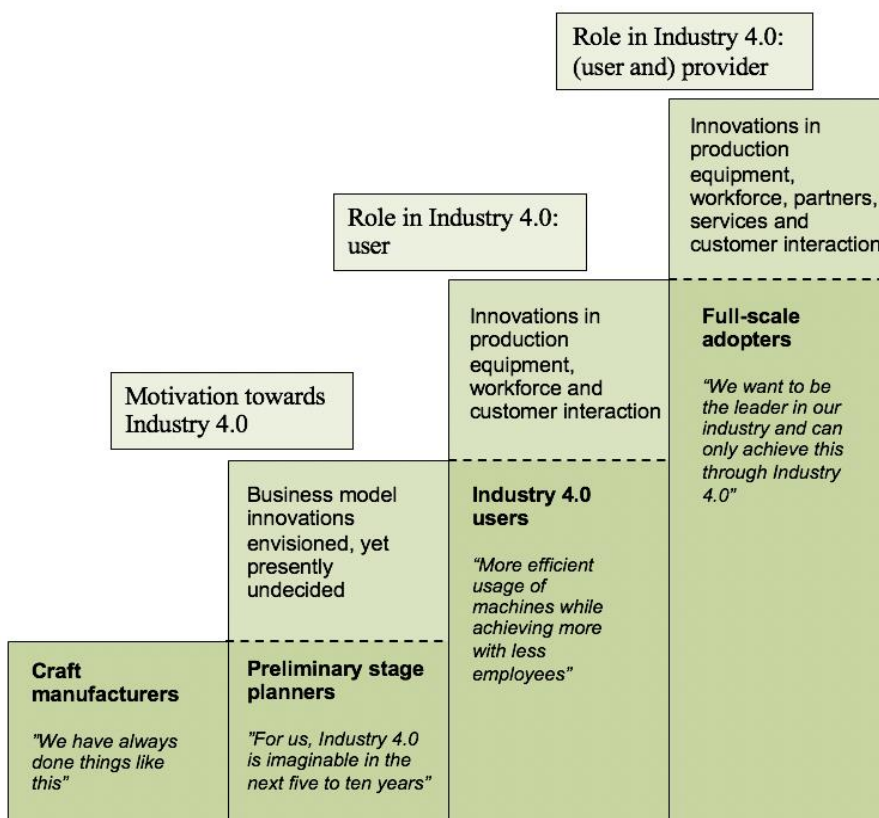 Role in Industry 4.0:
(user and) provider
Innovations in
production
equipment,
workforce, partners,
services and
customer interaction
Full-scale
adopters
"We want to be
the leader in our
industry and can
only achieve this
through Industry
4.0"
Role in Industry 4.0:
user
Innovations in
production
equipment,
workforce and
customer interaction
Industry 4.0
users
"More efficient
usage of
machines while
achieving more
with less
employees"
Motivation towards
Industry 4.0
Business model
innovations
envisioned, yet
presently
undecided
Preliminary stage
planners
"For us, Industry 4.0
is imaginable in the
next five to ten years"
Craft
manufacturers
"We have always
done things like
this"